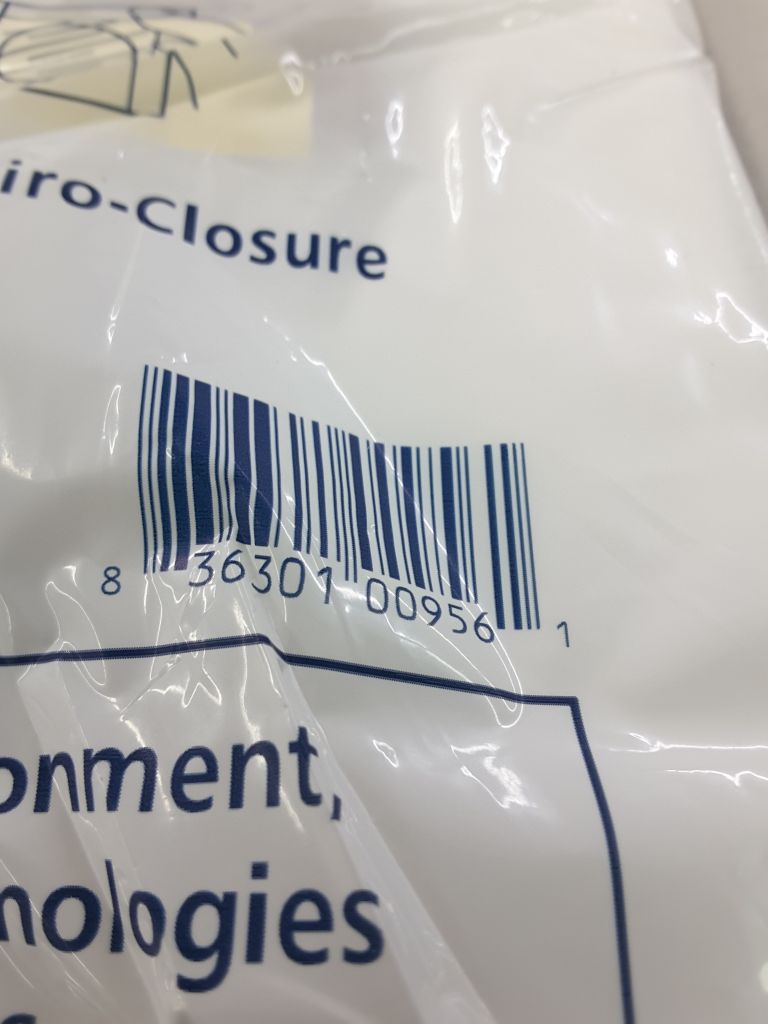 iro-Closure
8 36301 00956 1
onment,
nologies